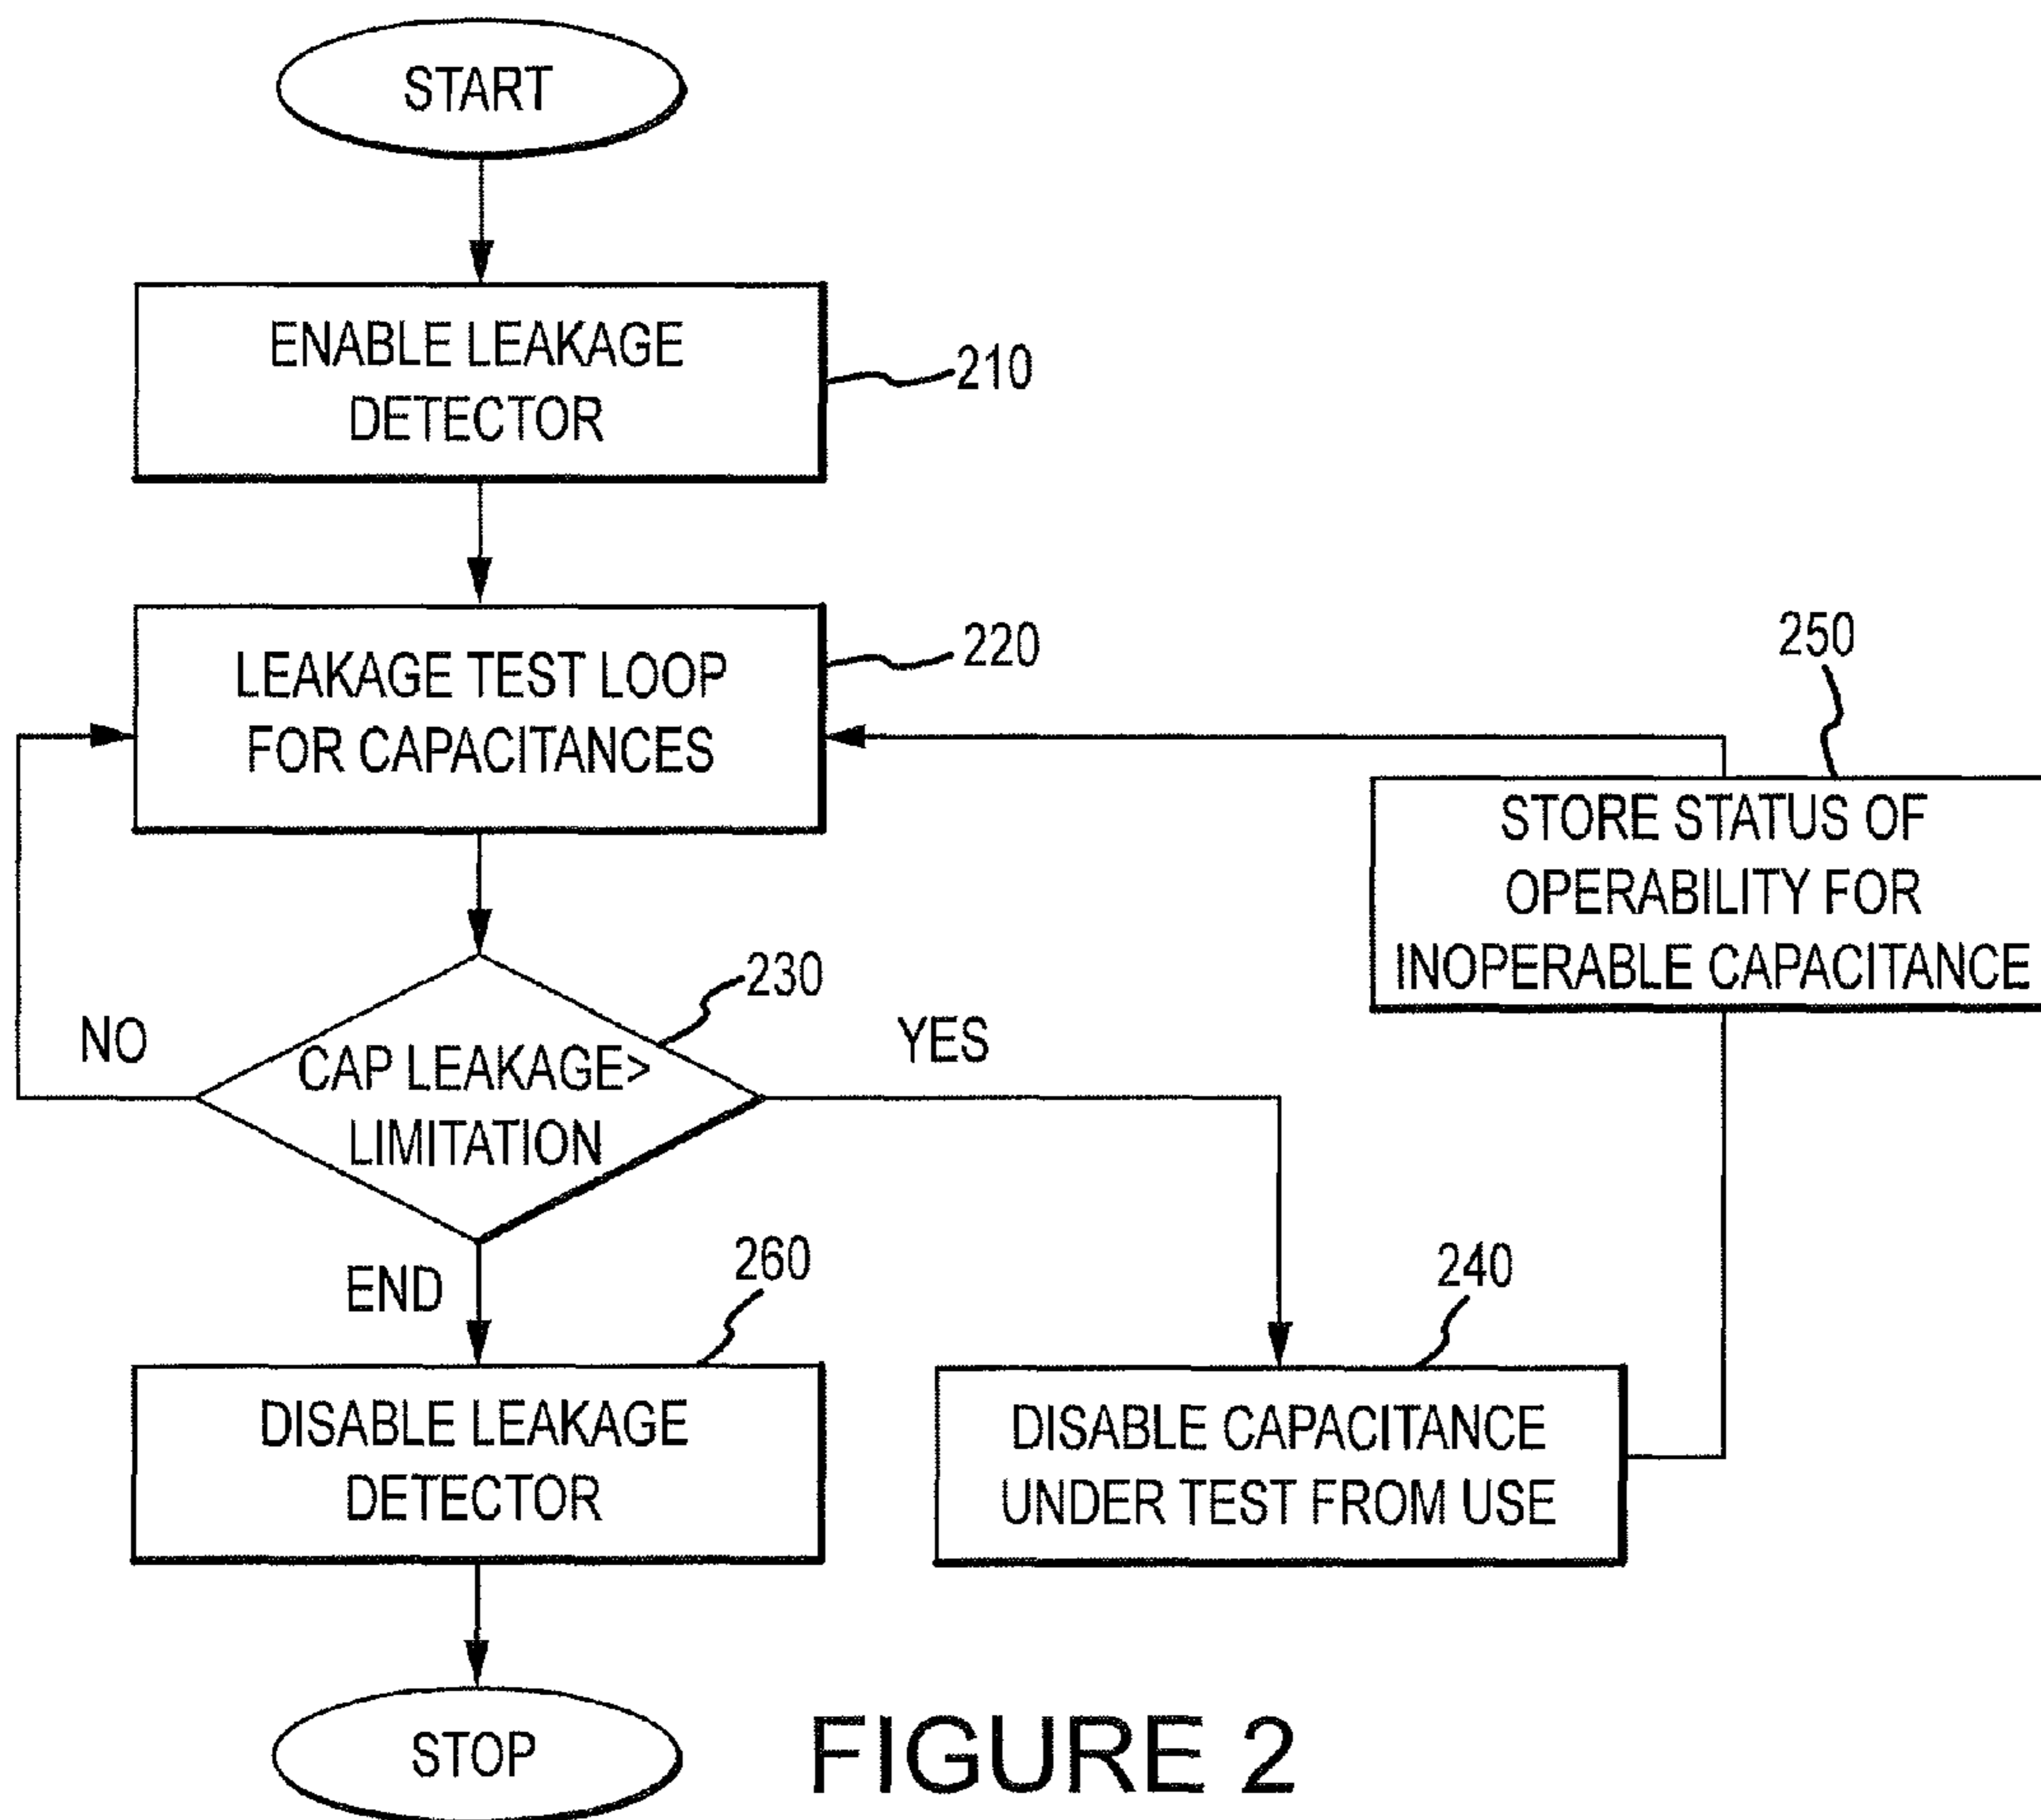 START
ENABLE LEAKAGE
DETECTOR
210
LEAKAGE TEST LOOP
FOR CAPACITANCES
220
250
STORE STATUS OF
OPERABILITY FOR
INOPERABLE CAPACITANCE
230
NO
CAP LEAKAGE>
LIMITATION
YES
END
260
240
DISABLE LEAKAGE
DETECTOR
DISABLE CAPACITANCE
UNDER TEST FROM USE
STOP
FIGURE 2